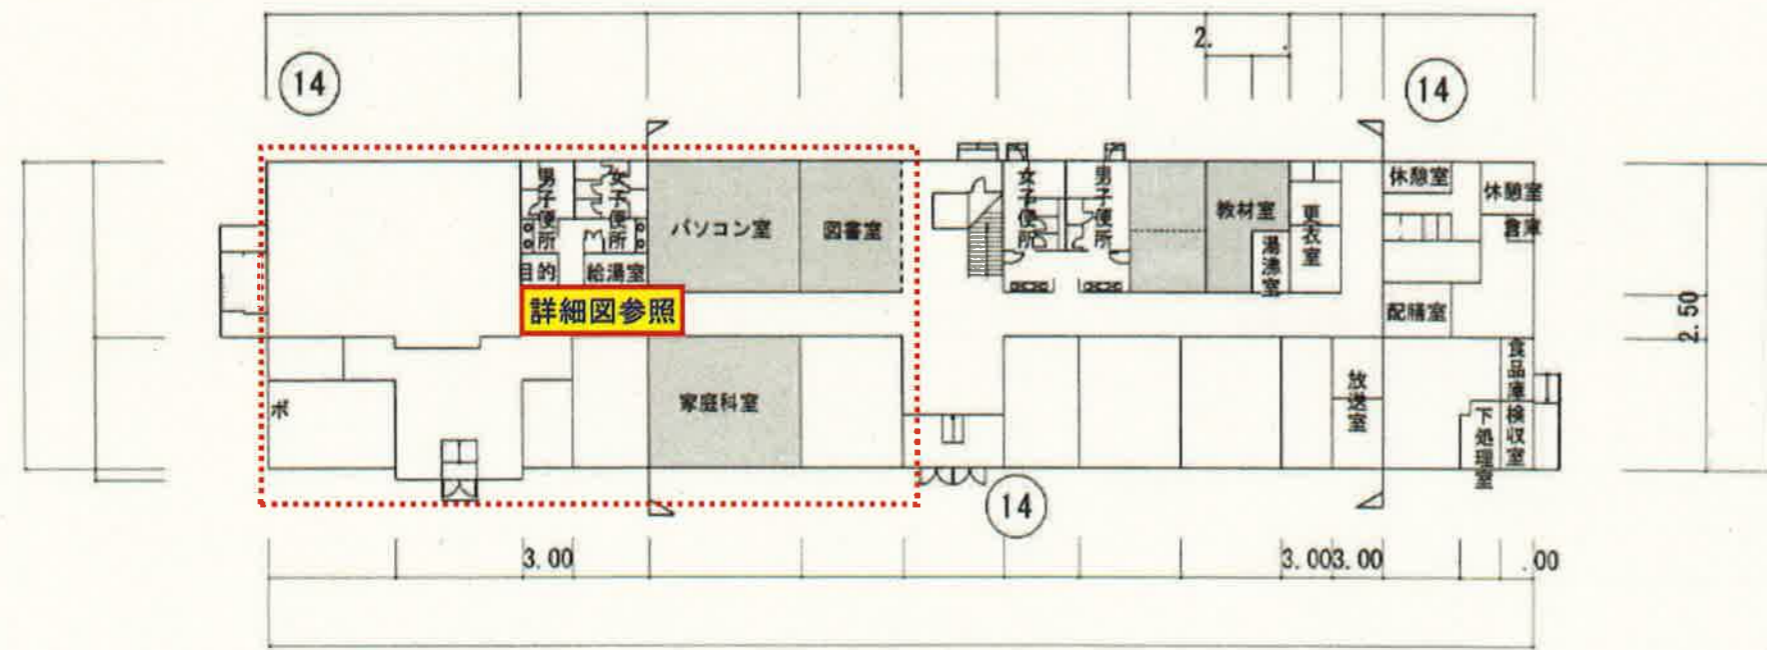 2.
14
14
男子便所
女子便所
パソコン室
図書室
女子便所
男子便所
教材室
更衣室
湯沸室
休憩室
休憩室
倉庫
目的
給湯室
詳細図参照
配膳室
2.50
ポ
家庭科室
放送室
食品庫
検収室
下処理室
14
3.00
3.00
3.00
.00